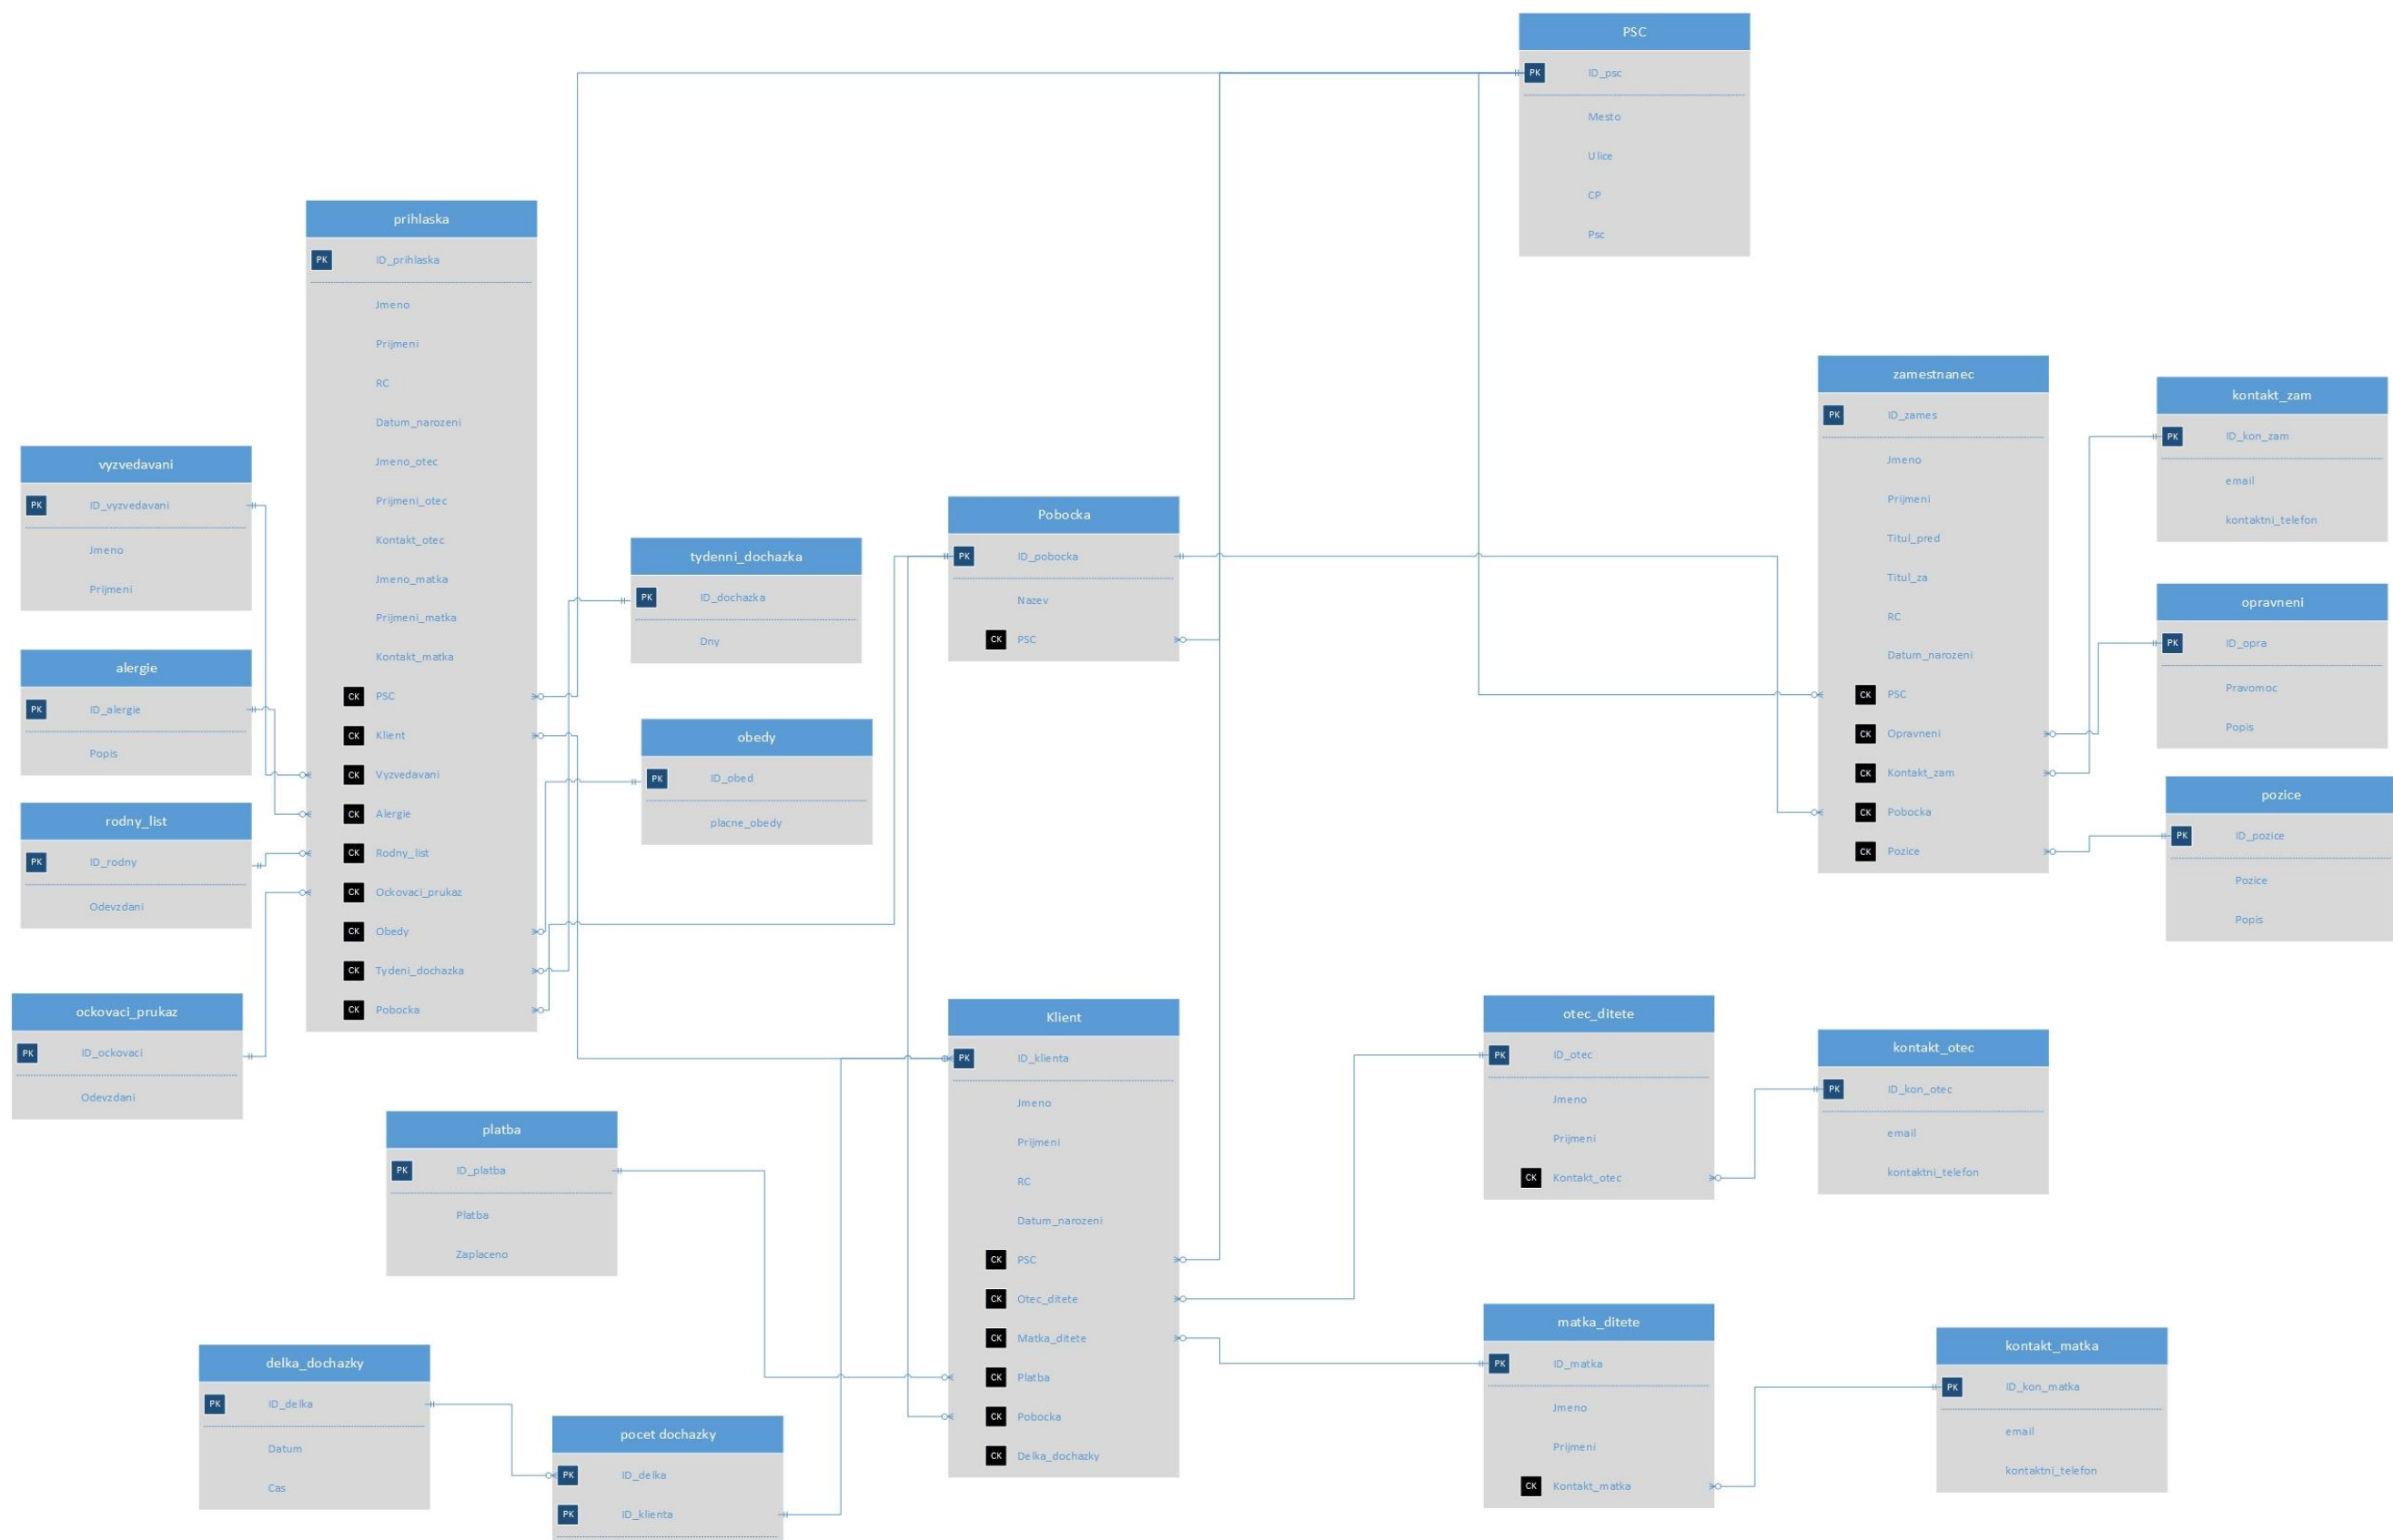 PSC
PK ID_psc
Mesto
Ulice
CP
Psc
prihlaska
PK ID_prihlaska
Jmeno
Prijmeni
RC
Datum_narozeni
Jmeno_otec
Prijmeni_otec
Kontakt_otec
Jmeno_matka
Prijmeni_matka
Kontakt_matka
CK PSC
CK Klient
CK Vyzvedavani
CK Alergie
CK Rodny_list
CK Ockovaci_prukaz
CK Obedy
CK Tydeni_dochazka
CK Pobocka
vyzvedavani
PK ID_vyzvedavani
Jmeno
Prijmeni
alergie
PK ID_alergie
Popis
rodny_list
PK ID_rodny
Odevzdani
ockovaci_prukaz
PK ID_ockovaci
Odevzdani
tydenni_dochazka
PK ID_dochazka
Dny
obedy
PK ID_obed
placne_obedy
Pobocka
PK ID_pobocka
Nazev
CK PSC
zamestnanec
PK ID_zames
Jmeno
Prijmeni
Titul_pred
Titul_za
RC
Datum_narozeni
CK PSC
CK Opravneni
CK Kontakt_zam
CK Pobocka
CK Pozice
kontakt_zam
PK ID_kon_zam
email
kontaktni_telefon
opravneni
PK ID_opra
Pravomoc
Popis
pozice
PK ID_pozice
Pozice
Popis
Klient
PK ID_klienta
Jmeno
Prijmeni
RC
Datum_narozeni
CK PSC
CK Otec_ditete
CK Matka_ditete
CK Platba
CK Pobocka
CK Delka_dochazky
otec_ditete
PK ID_otec
Jmeno
Prijmeni
CK Kontakt_otec
kontakt_otec
PK ID_kon_otec
email
kontaktni_telefon
platba
PK ID_platba
Platba
Zaplaceno
matka_ditete
PK ID_matka
Jmeno
Prijmeni
CK Kontakt_matka
kontakt_matka
PK ID_kon_matka
email
kontaktni_telefon
delka_dochazky
PK ID_delka
Datum
Cas
pocet dochazky
PK ID_delka
PK ID_klienta